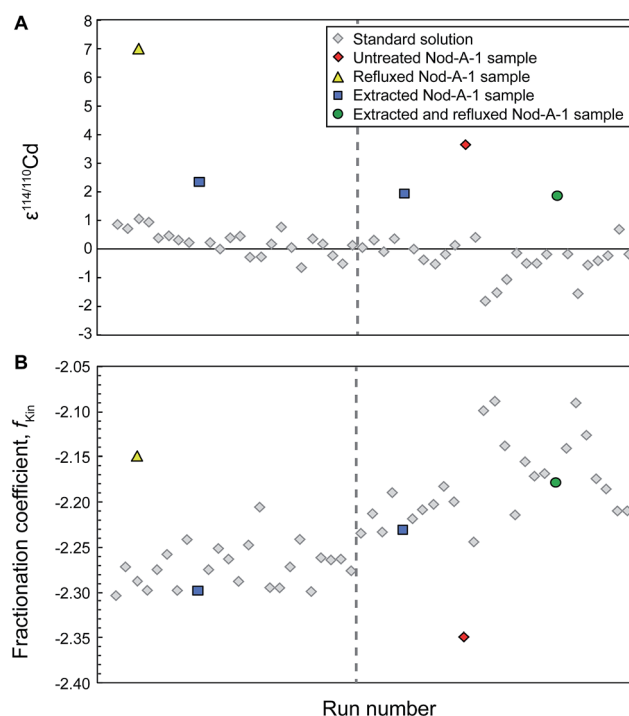 A
8
7
6
5
4
3
2
1
0
-1
-2
-3
ε114/110Cd
Standard solution
Untreated Nod-A-1 sample
Refluxed Nod-A-1 sample
Extracted Nod-A-1 sample
Extracted and refluxed Nod-A-1 sample
B
-2.05
-2.10
-2.15
-2.20
-2.25
-2.30
-2.35
-2.40
Fractionation coefficient, fKin
Run number